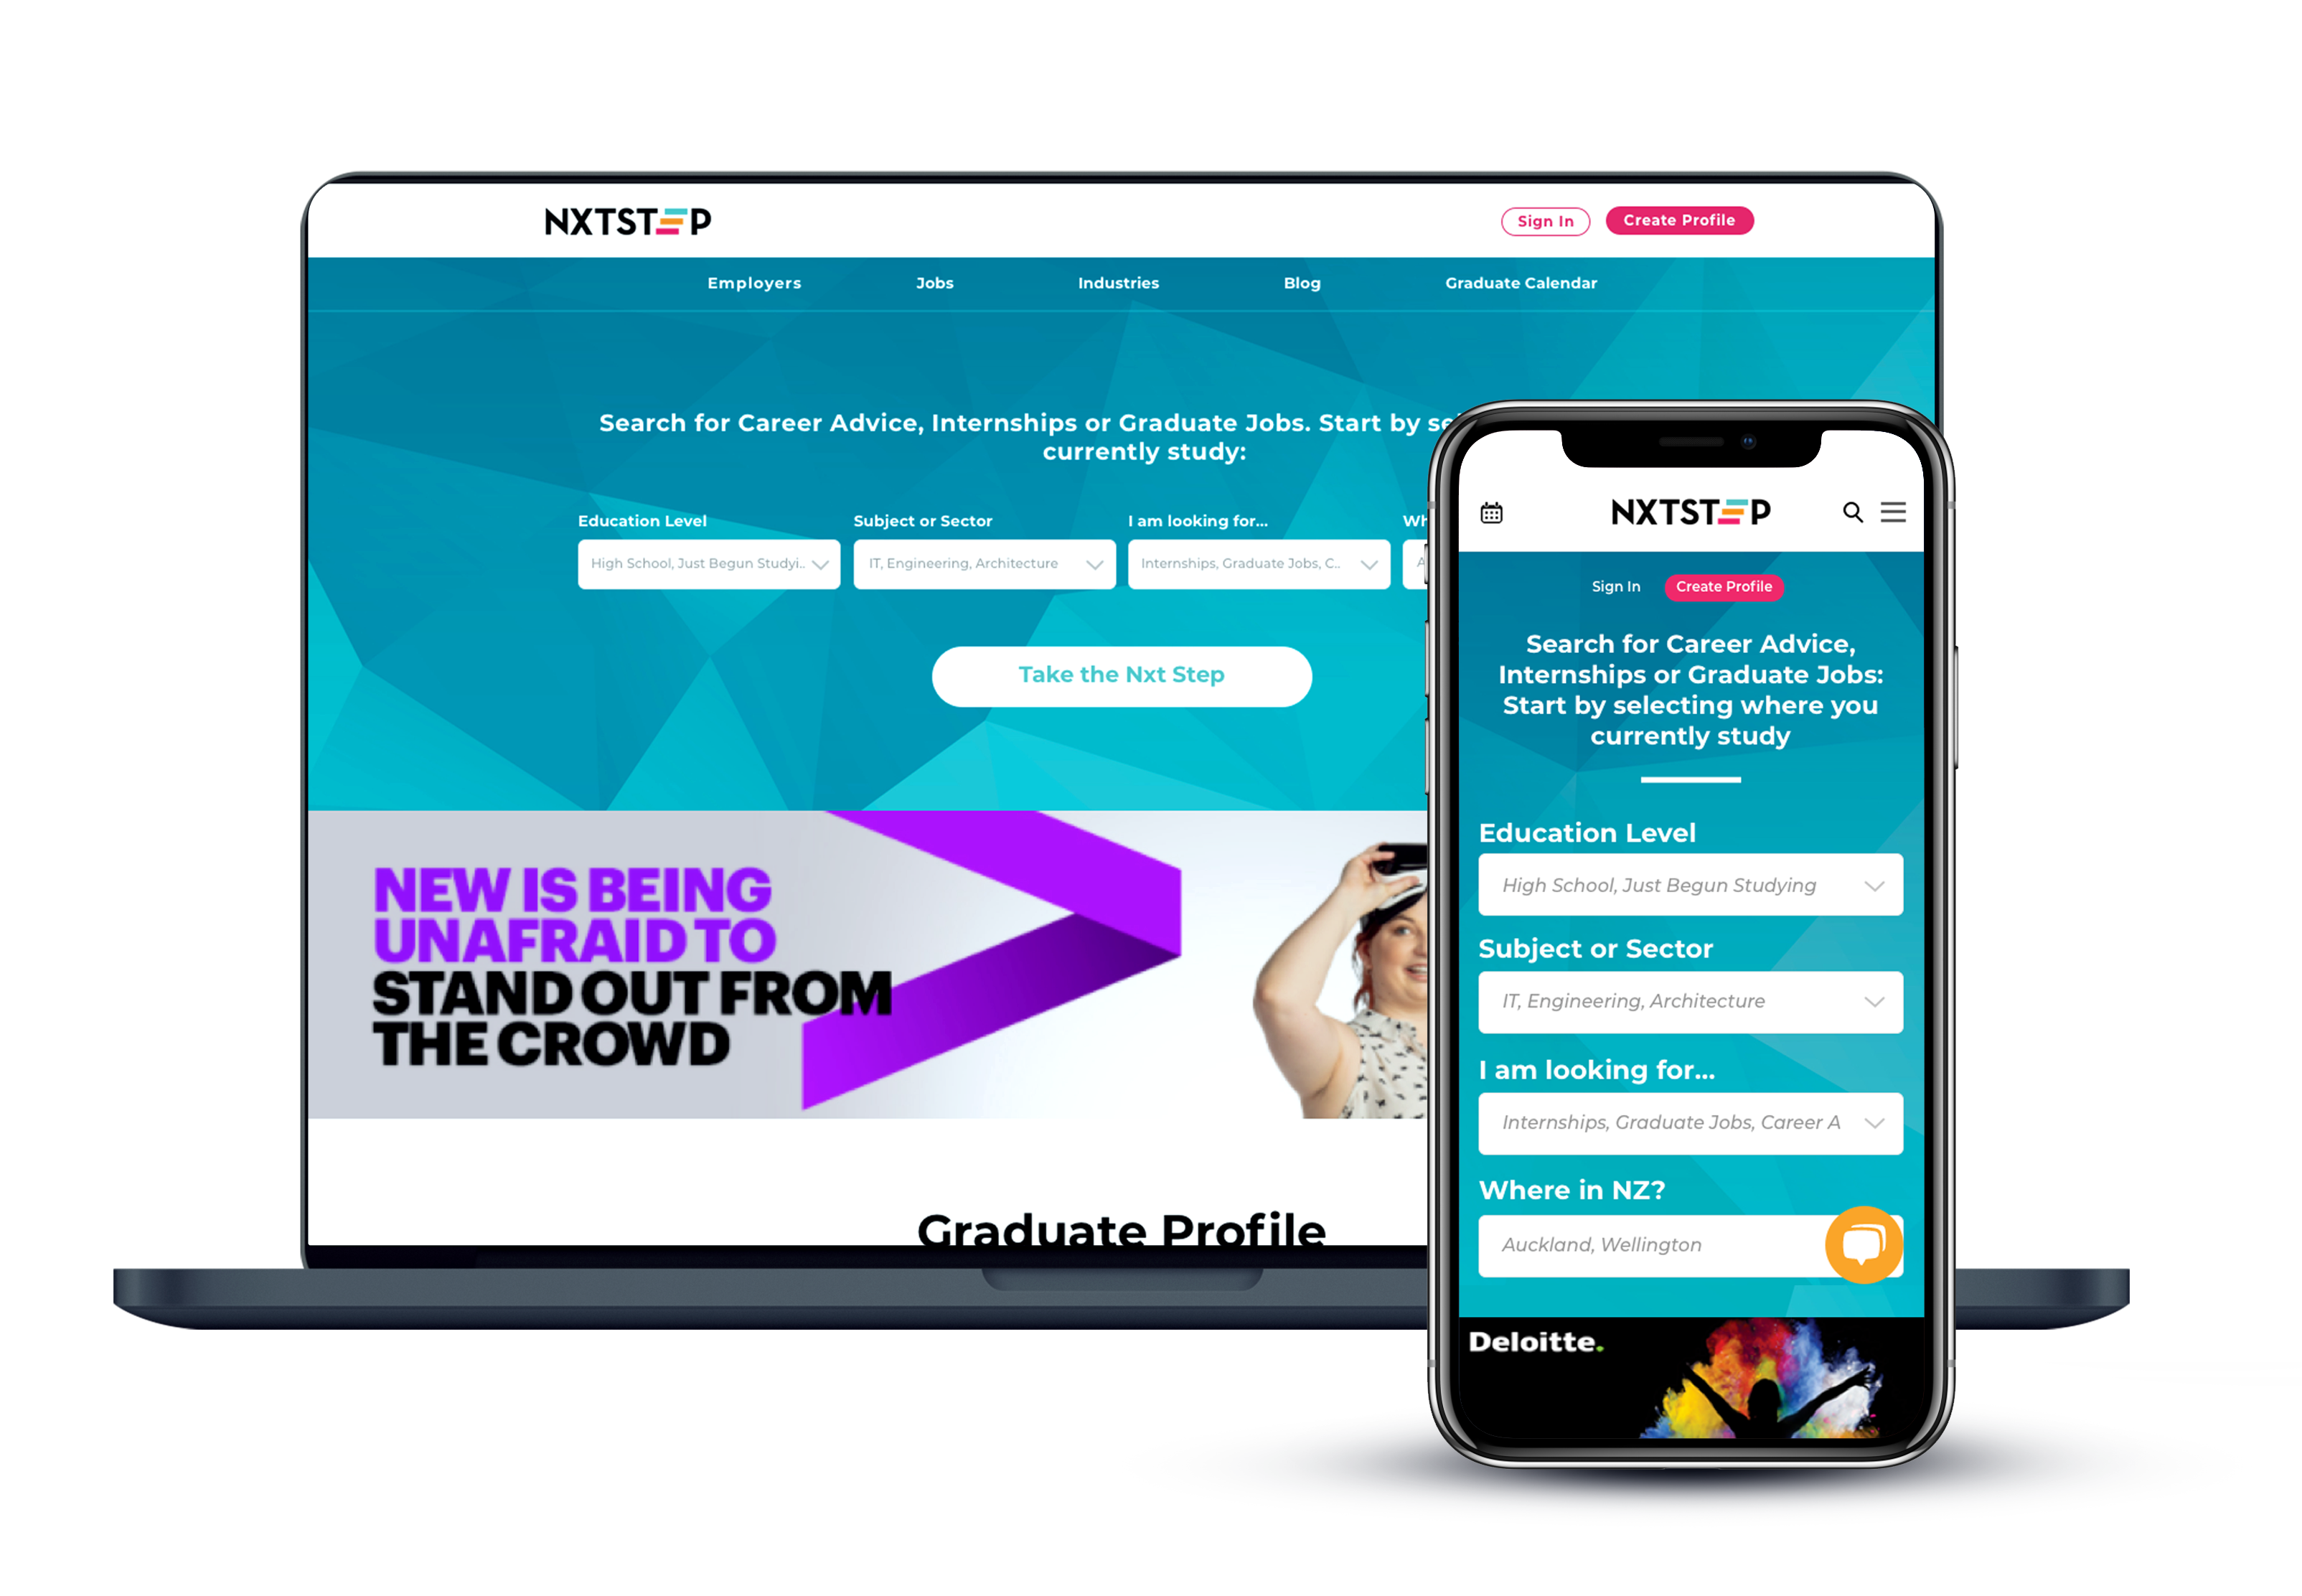 NXTSTEP
Sign In
Create Profile
Employers
Jobs
Industries
Blog
Graduate Calendar
Search for Career Advice, Internships or Graduate Jobs. Start by
currently study:
Education Level
Subject or Sector
I am looking for...
High School, Just Begun Studyi..
IT, Engineering, Architecture
Internships, Graduate Jobs, C..
Take the Nxt Step
NEW IS BEING
UNAFRAID TO
STAND OUT FROM
THE CROWD
Graduate Profile
NXTSTEP
Sign In
Create Profile
Search for Career Advice,
Internships or Graduate Jobs:
Start by selecting where you
currently study
Education Level
High School, Just Begun Studying
Subject or Sector
IT, Engineering, Architecture
I am looking for...
Internships, Graduate Jobs, Career A
Where in NZ?
Auckland, Wellington
Deloitte.